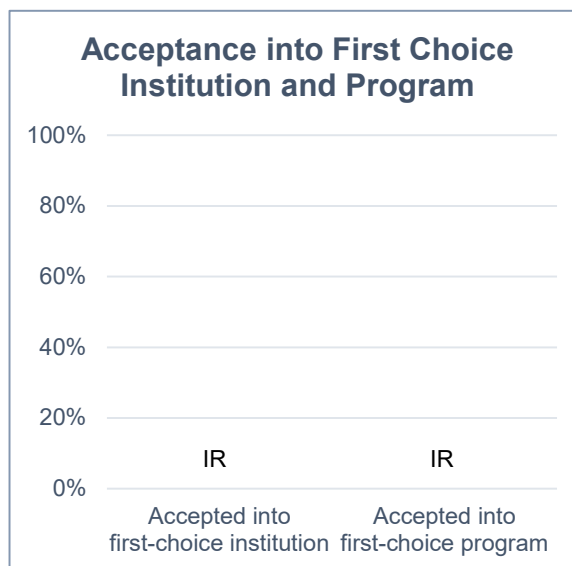 Acceptance into First Choice
Institution and Program
100%
80%
60%
40%
20%
0%
IR
IR
Accepted into
first-choice institution
Accepted into
first-choice program